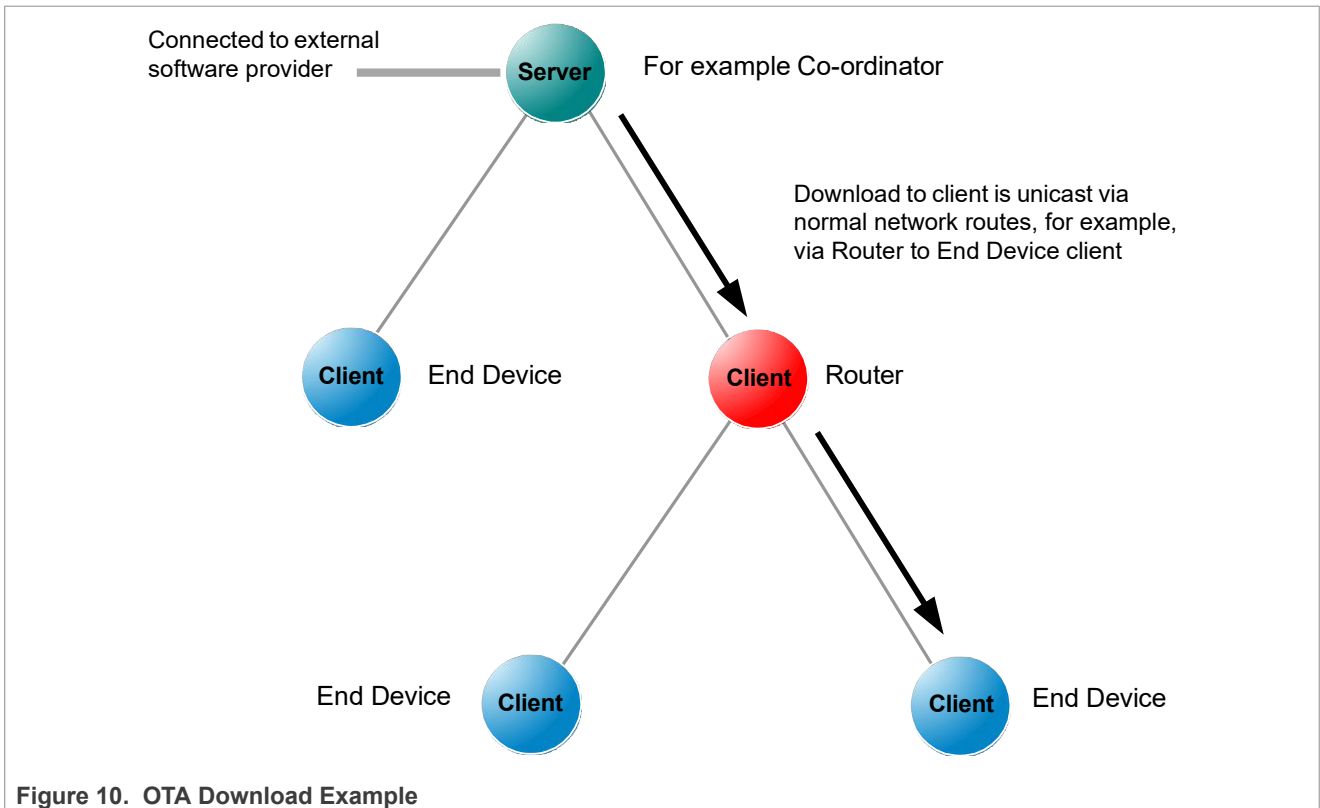 Connected to external
software provider
Server
For example Co-ordinator
Download to client is unicast via
normal network routes, for example,
via Router to End Device client
Client
End Device
Client
Router
End Device
Client
Client
End Device
Figure 10. OTA Download Example